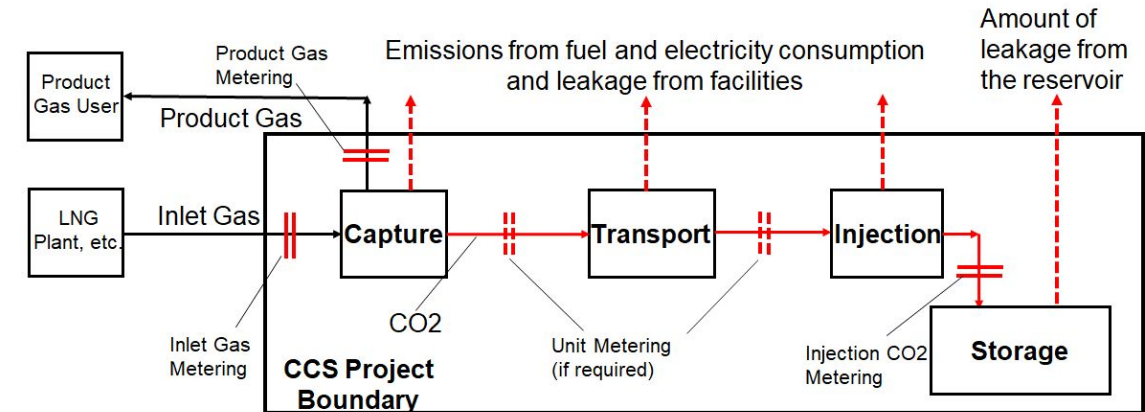 Product Gas
Metering
Emissions from fuel and electricity consumption
and leakage from facilities
Amount of
leakage from
the reservoir
Product
Gas User
Product Gas
LNG
Plant, etc.
Inlet Gas
Capture
Transport
Injection
CO2
Inlet Gas
Metering
Unit Metering
(if required)
Injection CO2
Metering
Storage
CCS Project
Boundary